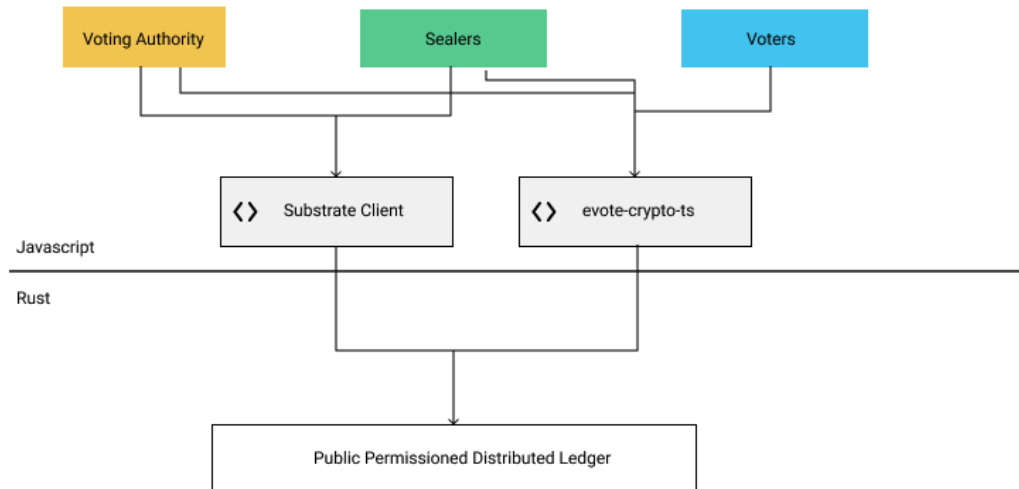 Voting Authority
Sealers
Voters
Substrate Client
evote-crypto-ts
Javascript
Rust
Public Permissioned Distributed Ledger